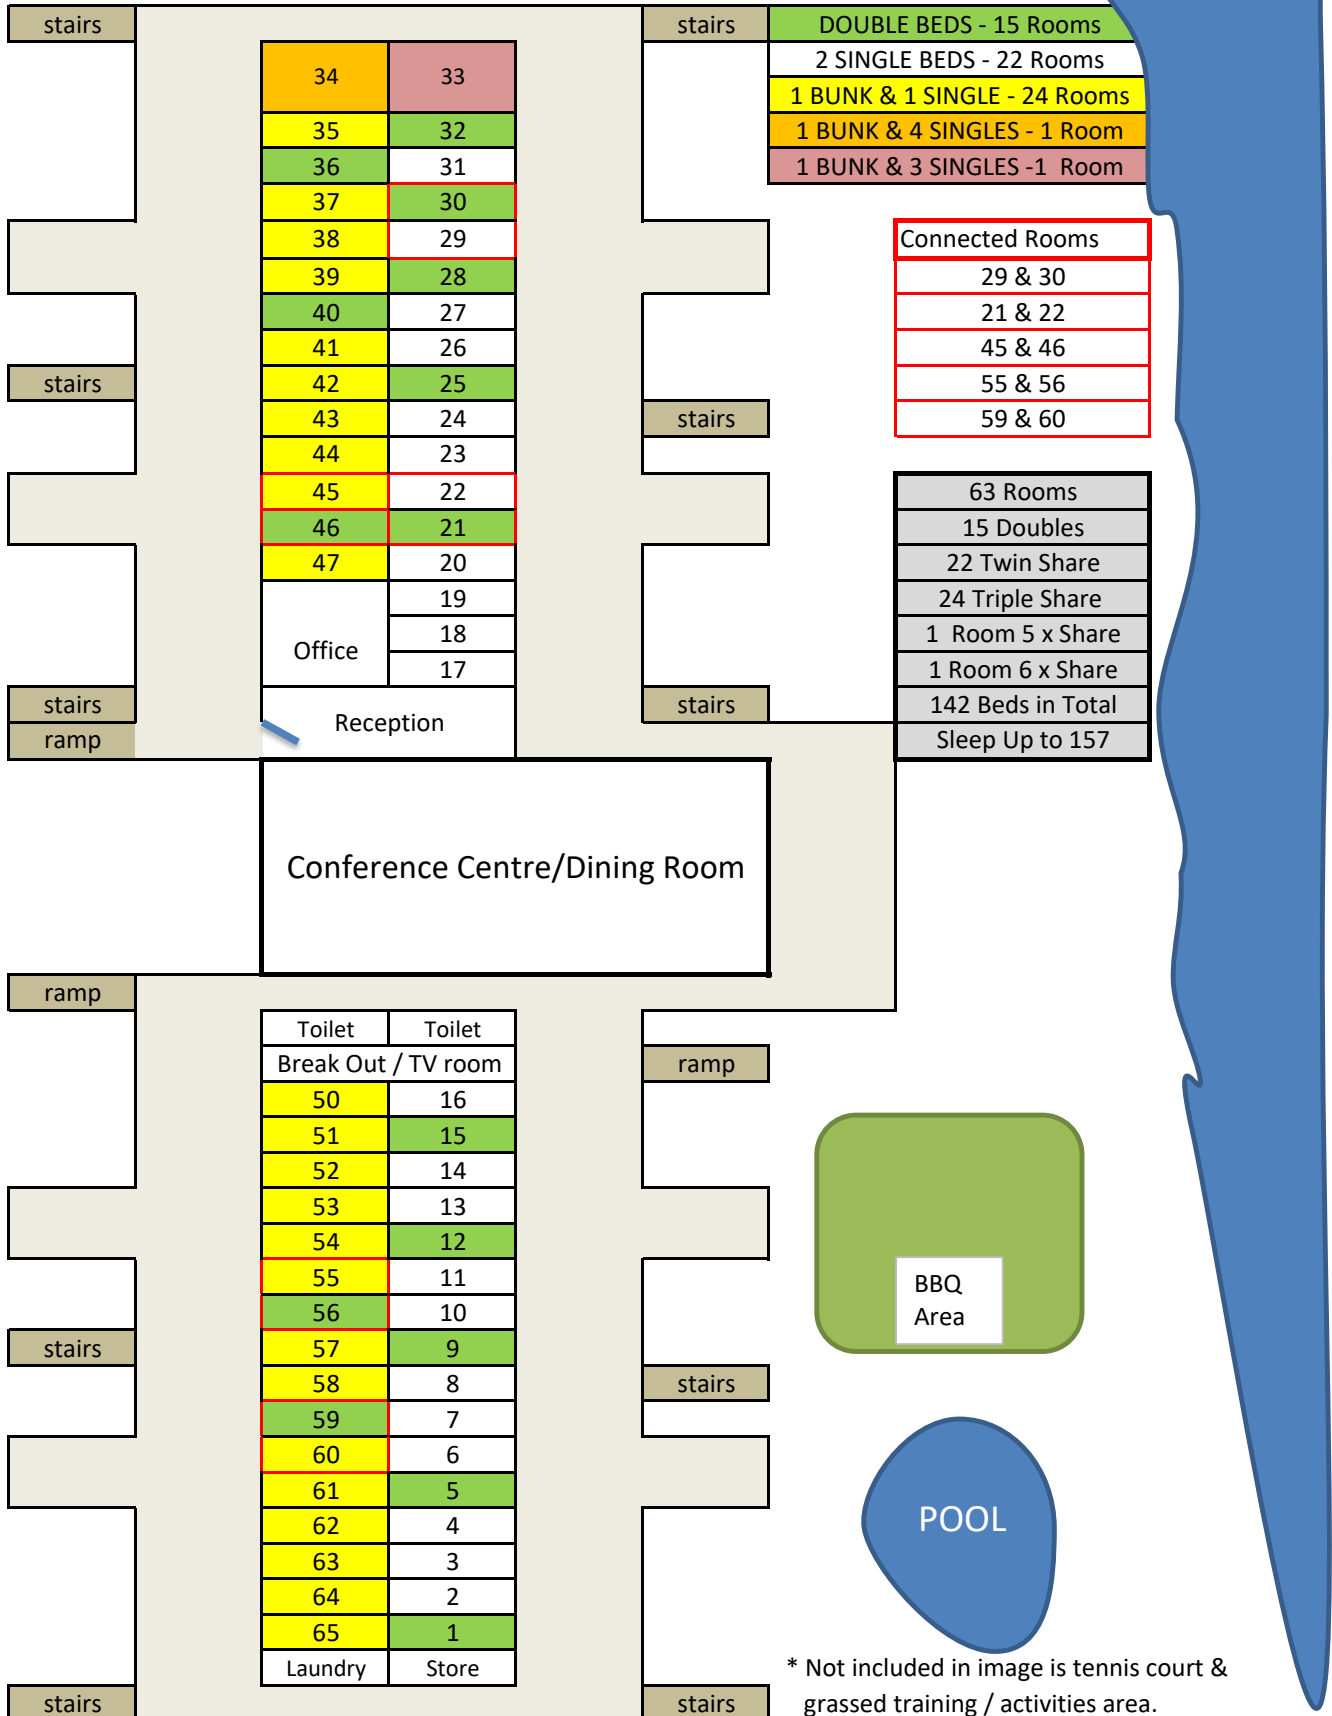 stairs
stairs
DOUBLE BEDS - 15 Rooms
2 SINGLE BEDS - 22 Rooms
1 BUNK & 1 SINGLE - 24 Rooms
1 BUNK & 4 SINGLES - 1 Room
1 BUNK & 3 SINGLES -1 Room
34 33
35 32
36 31
37 30
38 29
39 28
40 27
41 26
stairs
42 25
43 24
stairs
44 23
45 22
46 21
47 20
19
Office
18
17
Connected Rooms
29 & 30
21 & 22
45 & 46
55 & 56
59 & 60
63 Rooms
15 Doubles
22 Twin Share
24 Triple Share
1 Room 5 x Share
1 Room 6 x Share
142 Beds in Total
Sleep Up to 157
stairs
ramp
Reception
stairs
Conference Centre/Dining Room
ramp
Toilet Toilet
Break Out / TV room
ramp
50 16
51 15
52 14
53 13
54 12
55 11
56 10
stairs
57 9
58 8
stairs
59 7
60 6
61 5
62 4
63 3
64 2
65 1
Laundry Store
stairs
stairs
BBQ
Area
POOL
* Not included in image is tennis court &
grassed training / activities area.